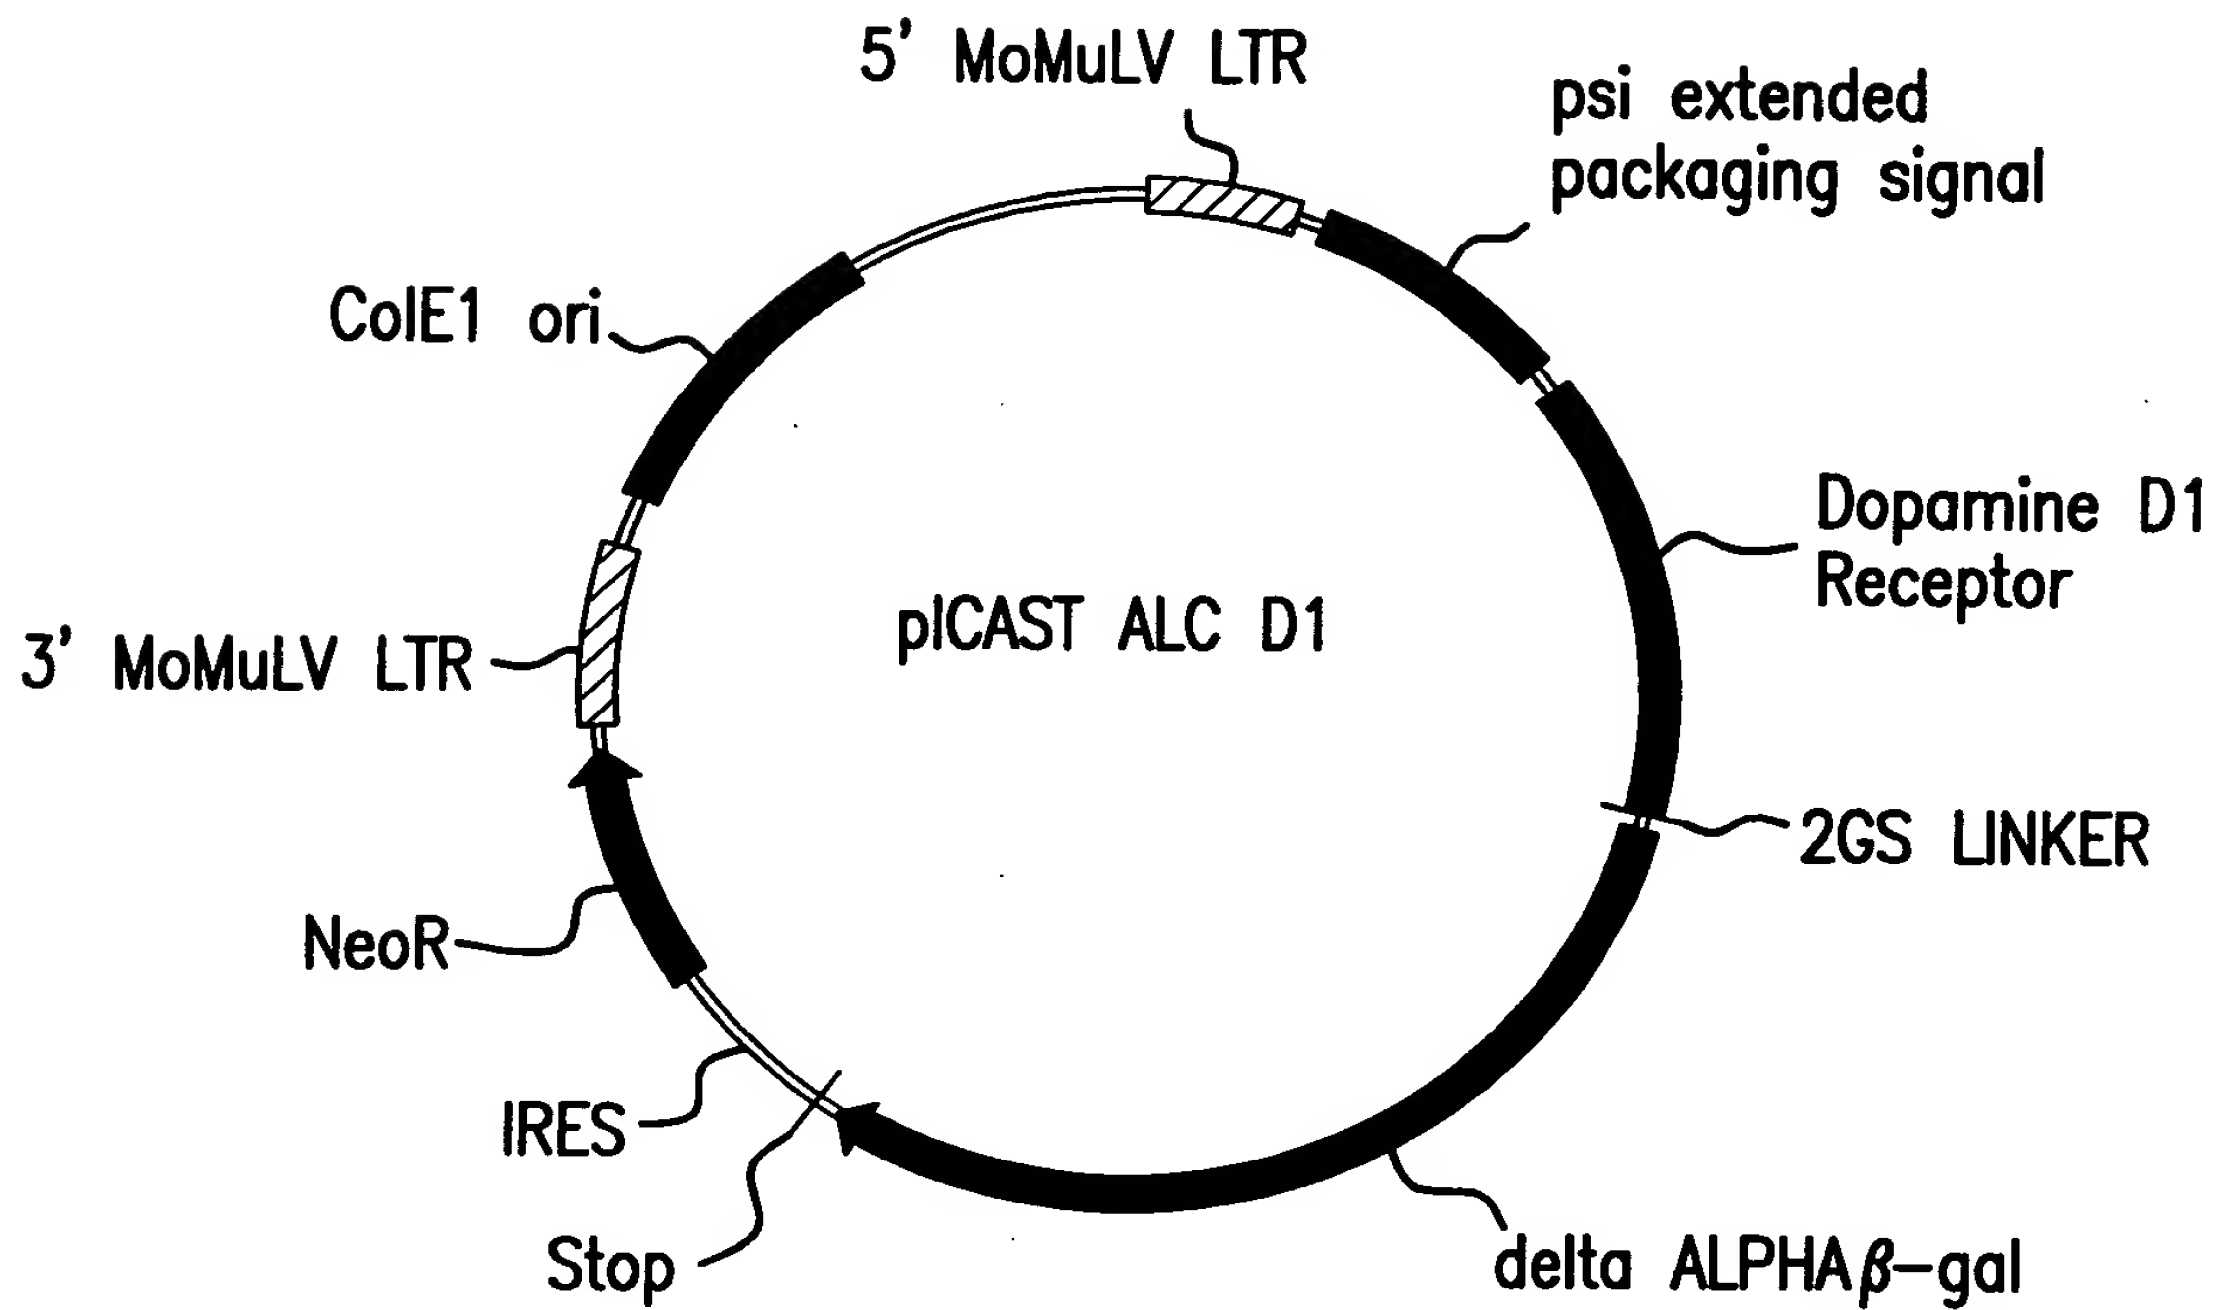 5' MoMuLV LTR
psi extended
packaging signal
ColE1 ori
Dopamine D1
Receptor
pICAST ALC D1
3' MoMuLV LTR
2GS LINKER
NeoR
IRES
Stop
delta ALPHAβ-gal